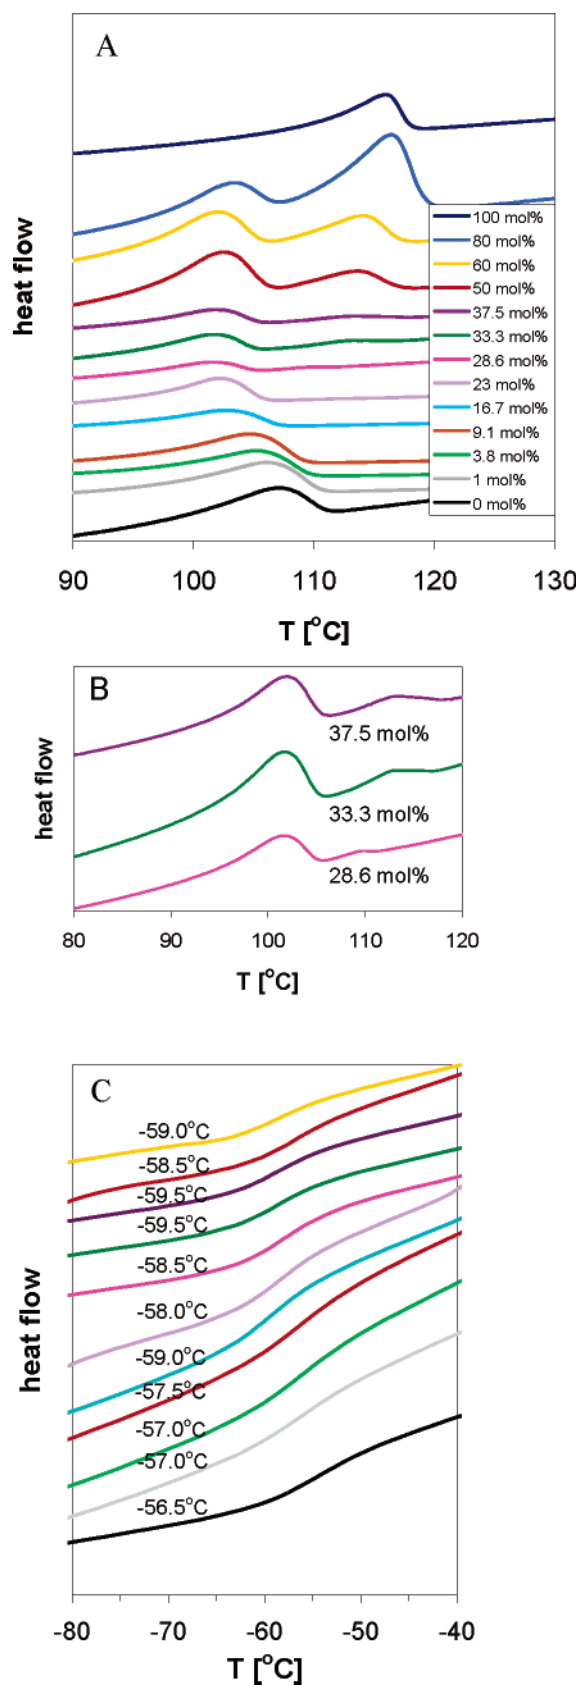 A
heat flow
100 mol%
80 mol%
60 mol%
50 mol%
37.5 mol%
33.3 mol%
28.6 mol%
23 mol%
16.7 mol%
9.1 mol%
3.8 mol%
1 mol%
0 mol%
90 100 110 120 130
T [°C]
B
heat flow
37.5 mol%
33.3 mol%
28.6 mol%
80 90 100 110 120
T [°C]
C
heat flow
-59.0°C
-58.5°C
-59.5°C
-59.5°C
-58.5°C
-58.0°C
-59.0°C
-57.5°C
-57.0°C
-57.0°C
-56.5°C
-80 -70 -60 -50 -40
T [°C]